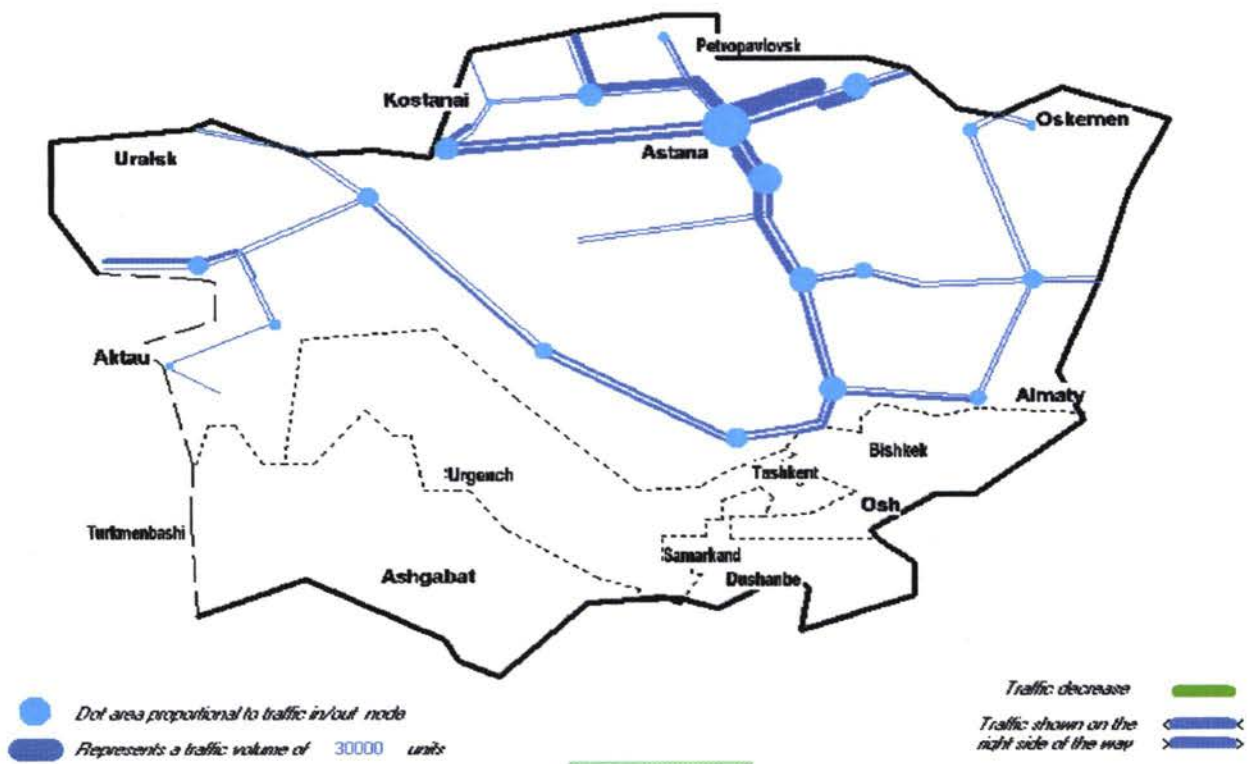 Petropavlovsk
Kostanai
Oskemen
Uralsk
Astana
Aktau
Almaty
Bishkek
Urgench
Tashkent
Osh
Turkmenbashi
Samarkand
Ashgabat
Dushanbe
Dot area proportional to traffic in/out node
Represents a traffic volume of 30000 units
Traffic decrease
Traffic shown on the
right side of the way